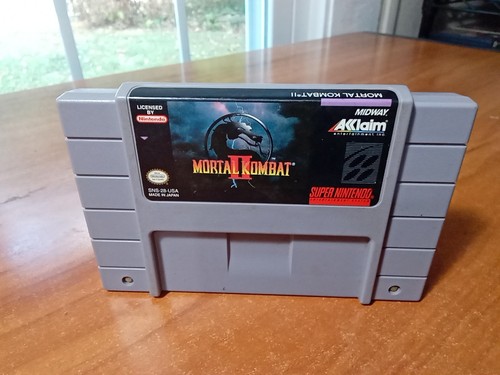 MORTAL KOMBAT® II
LICENSED
BY
Nintendo
MIDWAY
AKKlaim
entertainment inc.
MORTAL KOMBAT®
II
SNS-28-USA
MADE IN JAPAN
SUPER NINTENDO